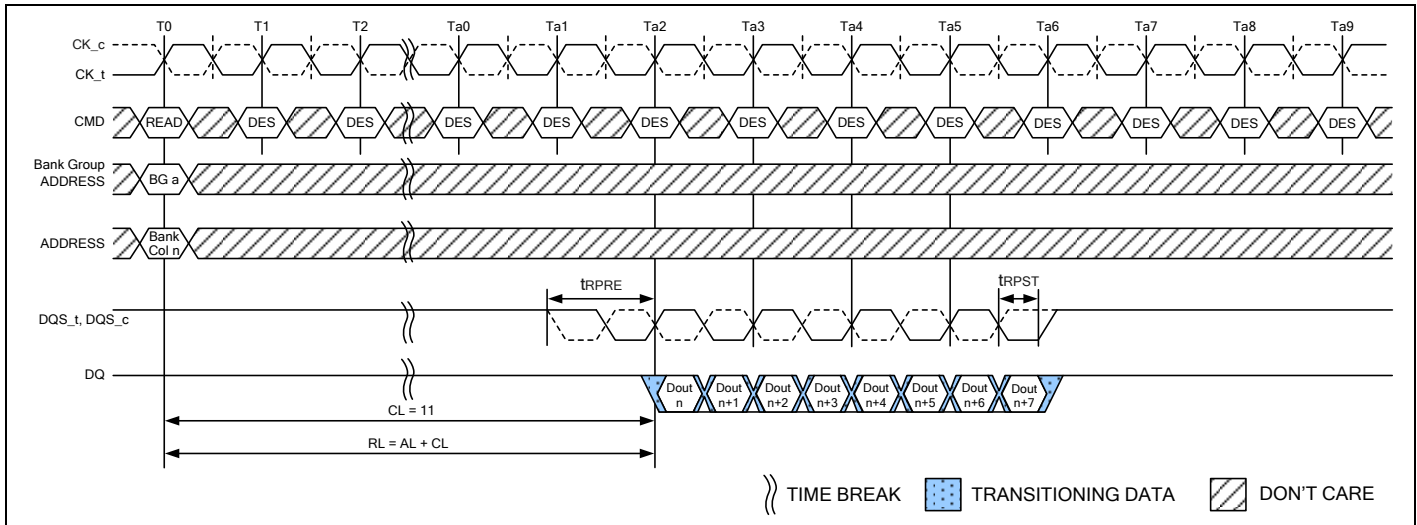 T0 T1 T2 Ta0 Ta1 Ta2 Ta3 Ta4 Ta5 Ta6 Ta7 Ta8 Ta9
CK_c
CK_t
CMD READ DES DES DES DES DES DES DES DES DES DES DES DES
Bank Group
ADDRESS BG a
ADDRESS Bank
Col n
tRPRE tRPST
DQS_t, DQS_c
DQ Dout Dout Dout Dout Dout Dout Dout Dout
n n+1 n+2 n+3 n+4 n+5 n+6 n+7
CL = 11
RL = AL + CL
TIME BREAK TRANSITIONING DATA DON'T CARE